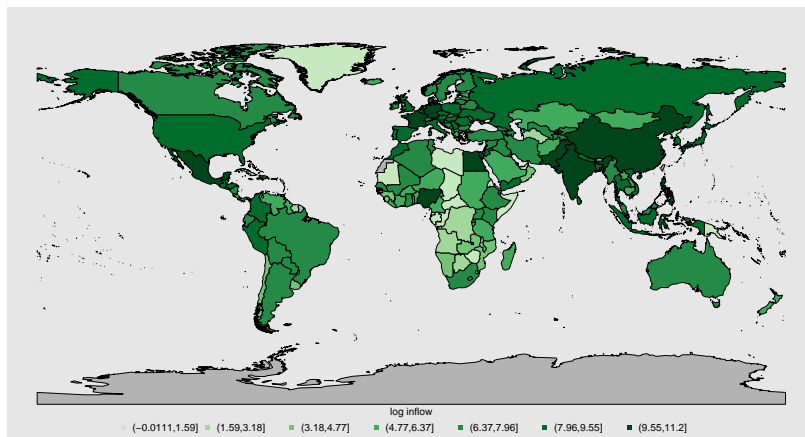 log inflow
(−0.0111,1.59] (1.59,3.18] (3.18,4.77] (4.77,6.37] (6.37,7.96] (7.96,9.55] (9.55,11.2]